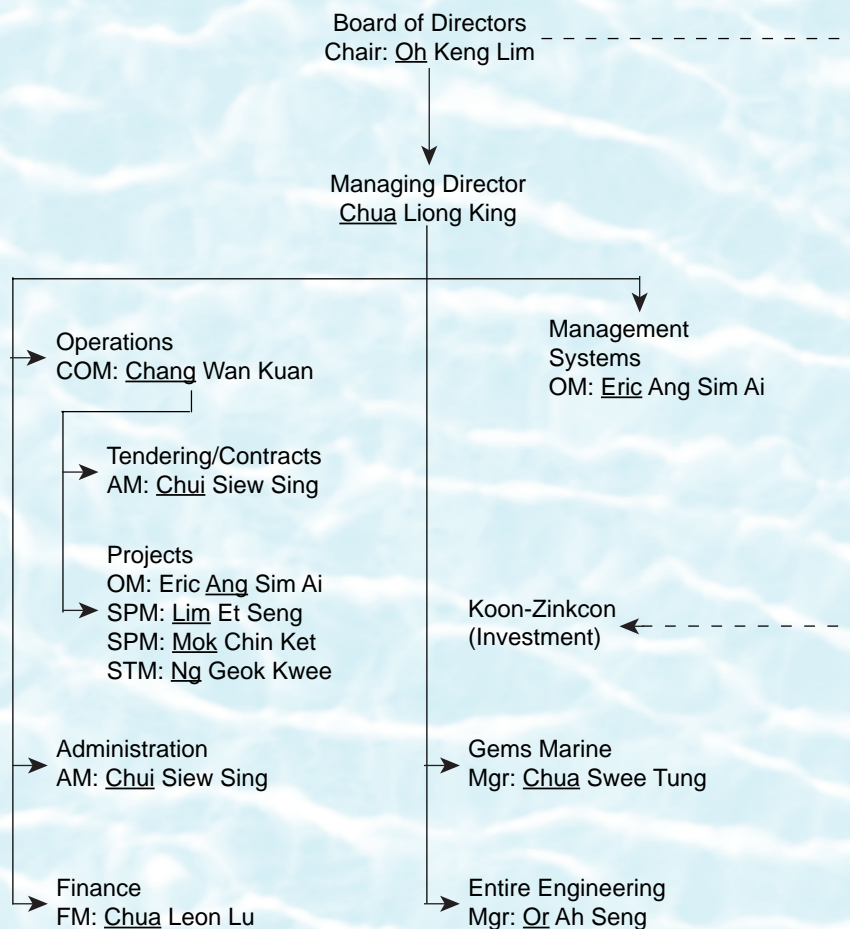 Board of Directors
Chair: Oh Keng Lim
Managing Director
Chua Liong King
Operations
COM: Chang Wan Kuan
Tendering/Contracts
AM: Chui Siew Sing
Projects
OM: Eric Ang Sim Ai
SPM: Lim Et Seng
SPM: Mok Chin Ket
STM: Ng Geok Kwee
Administration
AM: Chui Siew Sing
Finance
FM: Chua Leon Lu
Management
Systems
OM: Eric Ang Sim Ai
Koon-Zinkcon
(Investment)
Gems Marine
Mgr: Chua Swee Tung
Entire Engineering
Mgr: Or Ah Seng